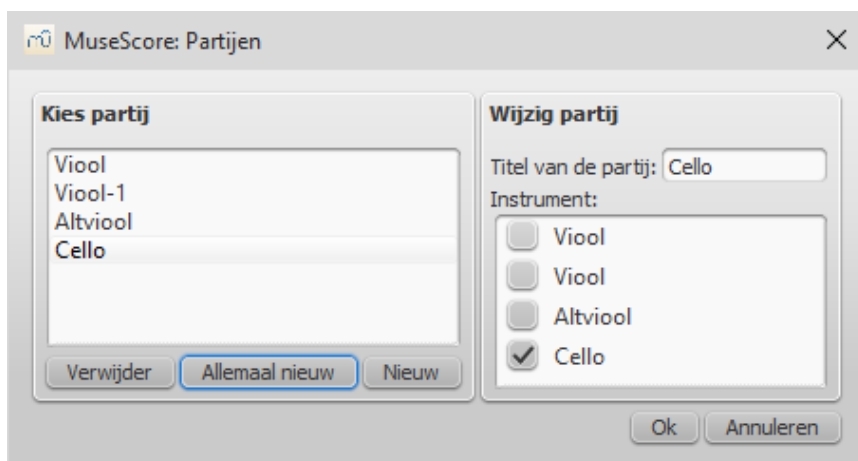 MuseScore: Partijen
Kies partij
Viool
Viool-1
Altviool
Cello
Verwijder Allemaal nieuw Nieuw
Wijzig partij
Titel van de partij: Cello
Instrument:
Viool
Viool
Altviool
Cello
Ok Annuleren